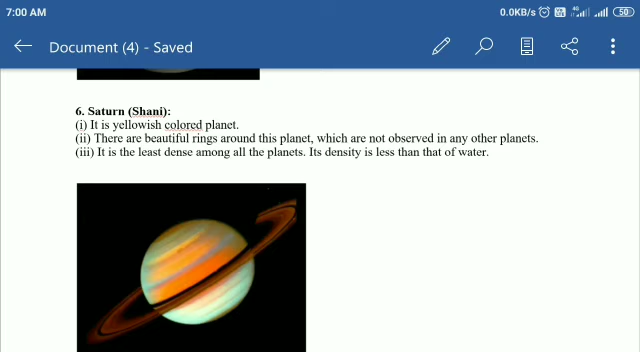 7:00 AM 0.0KB/s 4G 50
Document (4) - Saved
6. Saturn (Shani):
(i) It is yellowish colored planet.
(ii) There are beautiful rings around this planet, which are not observed in any other planets.
(iii) It is the least dense among all the planets. Its density is less than that of water.